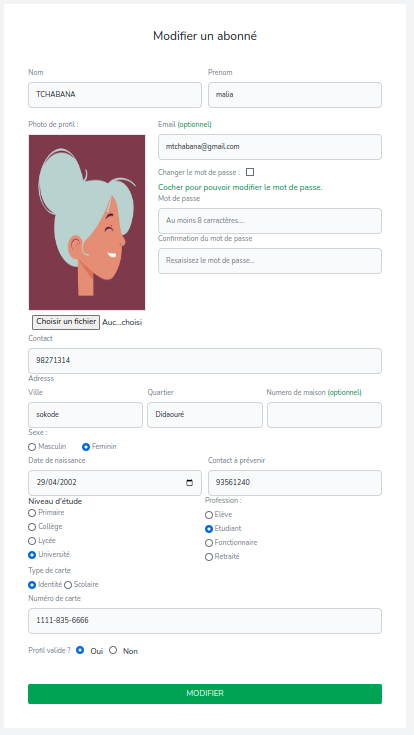 Modifier un abonné
Nom
Prenom
TCHABANA
malia
Photo de profil :
Email (optionnel)
mtchabana@gmail.com
Changer le mot de passe :
Cocher pour pouvoir modifier le mot de passe.
Mot de passe
Au moins 8 carractères....
Confirmation du mot de passe
Resaisisez le mot de passe...
Choisir un fichier Auc...choisi
Contact
98271314
Adresss
Ville
Quartier
Numero de maison (optionnel)
sokode
Didaouré
Sexe :
Masculin
Feminin
Date de naissance
Contact à prévenir
29/04/2002
93561240
Niveau d'étude
Primaire
Collège
Lycée
Université
Profession :
Elève
Etudiant
Fonctionnaire
Retraité
Type de carte
Identité Scolaire
Numéro de carte
1111-835-6666
Profil valide ? Oui Non
MODIFIER